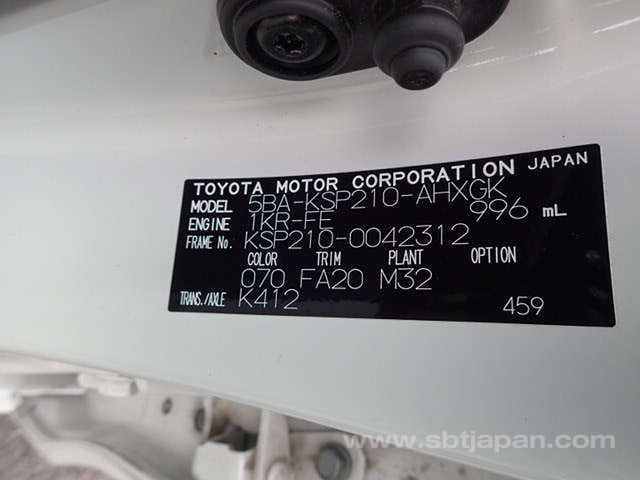 TOYOTA MOTOR CORPORATION JAPAN
MODEL 5BA-KSP210-AHXGK
ENGINE 1KR-FE 996 mL
FRAME No. KSP210-0042312
COLOR TRIM PLANT OPTION
070 FA20 M32
TRANS./AXLE K412 459
www.sbtjapan.com